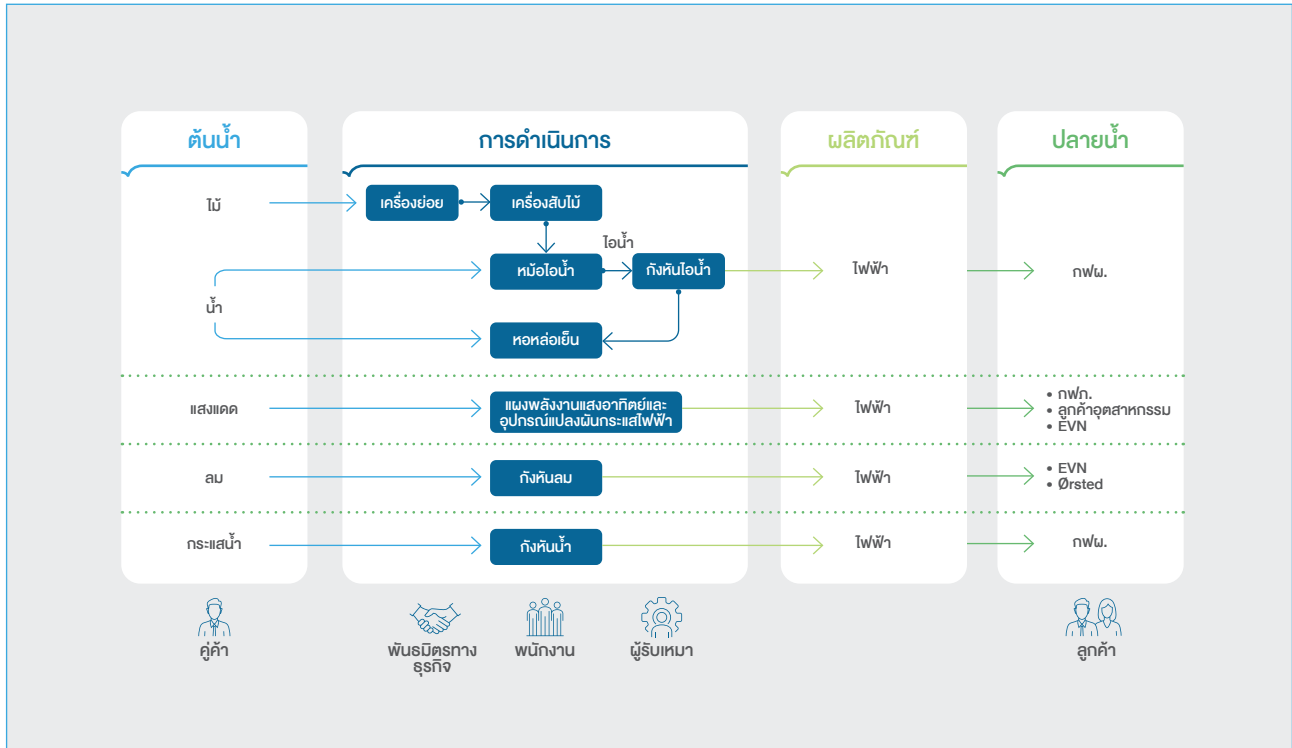 ต้นน้ำ
การดำเนินการ
ผลิตภัณฑ์
ปลายน้ำ
ไม้
เครื่องย่อย
เครื่องสับไม้
ไอน้ำ
หม้อไอน้ำ
กังหันไอน้ำ
ไฟฟ้า
กฟผ.
น้ำ
หอหล่อเย็น
แสงแดด
แผงพลังงานแสงอาทิตย์และ
อุปกรณ์แปลงผันกระแสไฟฟ้า
ไฟฟ้า
• กฟภ.
• ลูกค้าอุตสาหกรรม
• EVN
ลม
กังหันลม
ไฟฟ้า
• EVN
• Ørsted
กระแสน้ำ
กังหันน้ำ
ไฟฟ้า
กฟผ.
คู่ค้า
พันธมิตรทาง
ธุรกิจ
พนักงาน
ผู้รับเหมา
ลูกค้า